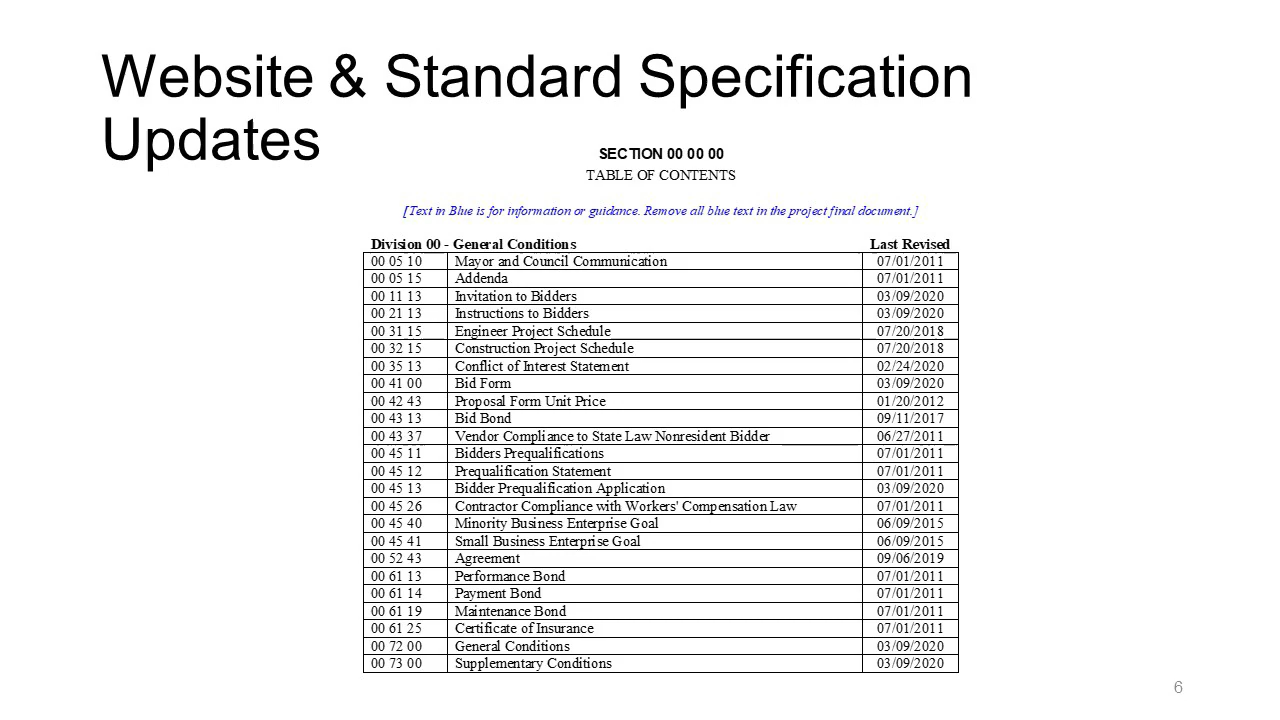 Website & Standard Specification
Updates
SECTION 00 00 00
TABLE OF CONTENTS
[Text in Blue is for information or guidance. Remove all blue text in the project final document.]
Division 00 - General Conditions Last Revised
00 05 10 Mayor and Council Communication 07/01/2011
00 05 15 Addenda 07/01/2011
00 11 13 Invitation to Bidders 03/09/2020
00 21 13 Instructions to Bidders 03/09/2020
00 31 15 Engineer Project Schedule 07/20/2018
00 32 15 Construction Project Schedule 07/20/2018
00 35 13 Conflict of Interest Statement 02/24/2020
00 41 00 Bid Form 03/09/2020
00 42 43 Proposal Form Unit Price 01/20/2012
00 43 13 Bid Bond 09/11/2017
00 43 37 Vendor Compliance to State Law Nonresident Bidder 06/27/2011
00 45 11 Bidders Prequalifications 07/01/2011
00 45 12 Prequalification Statement 07/01/2011
00 45 13 Bidder Prequalification Application 03/09/2020
00 45 26 Contractor Compliance with Workers' Compensation Law 07/01/2011
00 45 40 Minority Business Enterprise Goal 06/09/2015
00 45 41 Small Business Enterprise Goal 06/09/2015
00 52 43 Agreement 09/06/2019
00 61 13 Performance Bond 07/01/2011
00 61 14 Payment Bond 07/01/2011
00 61 19 Maintenance Bond 07/01/2011
00 61 25 Certificate of Insurance 07/01/2011
00 72 00 General Conditions 03/09/2020
00 73 00 Supplementary Conditions 03/09/2020
6